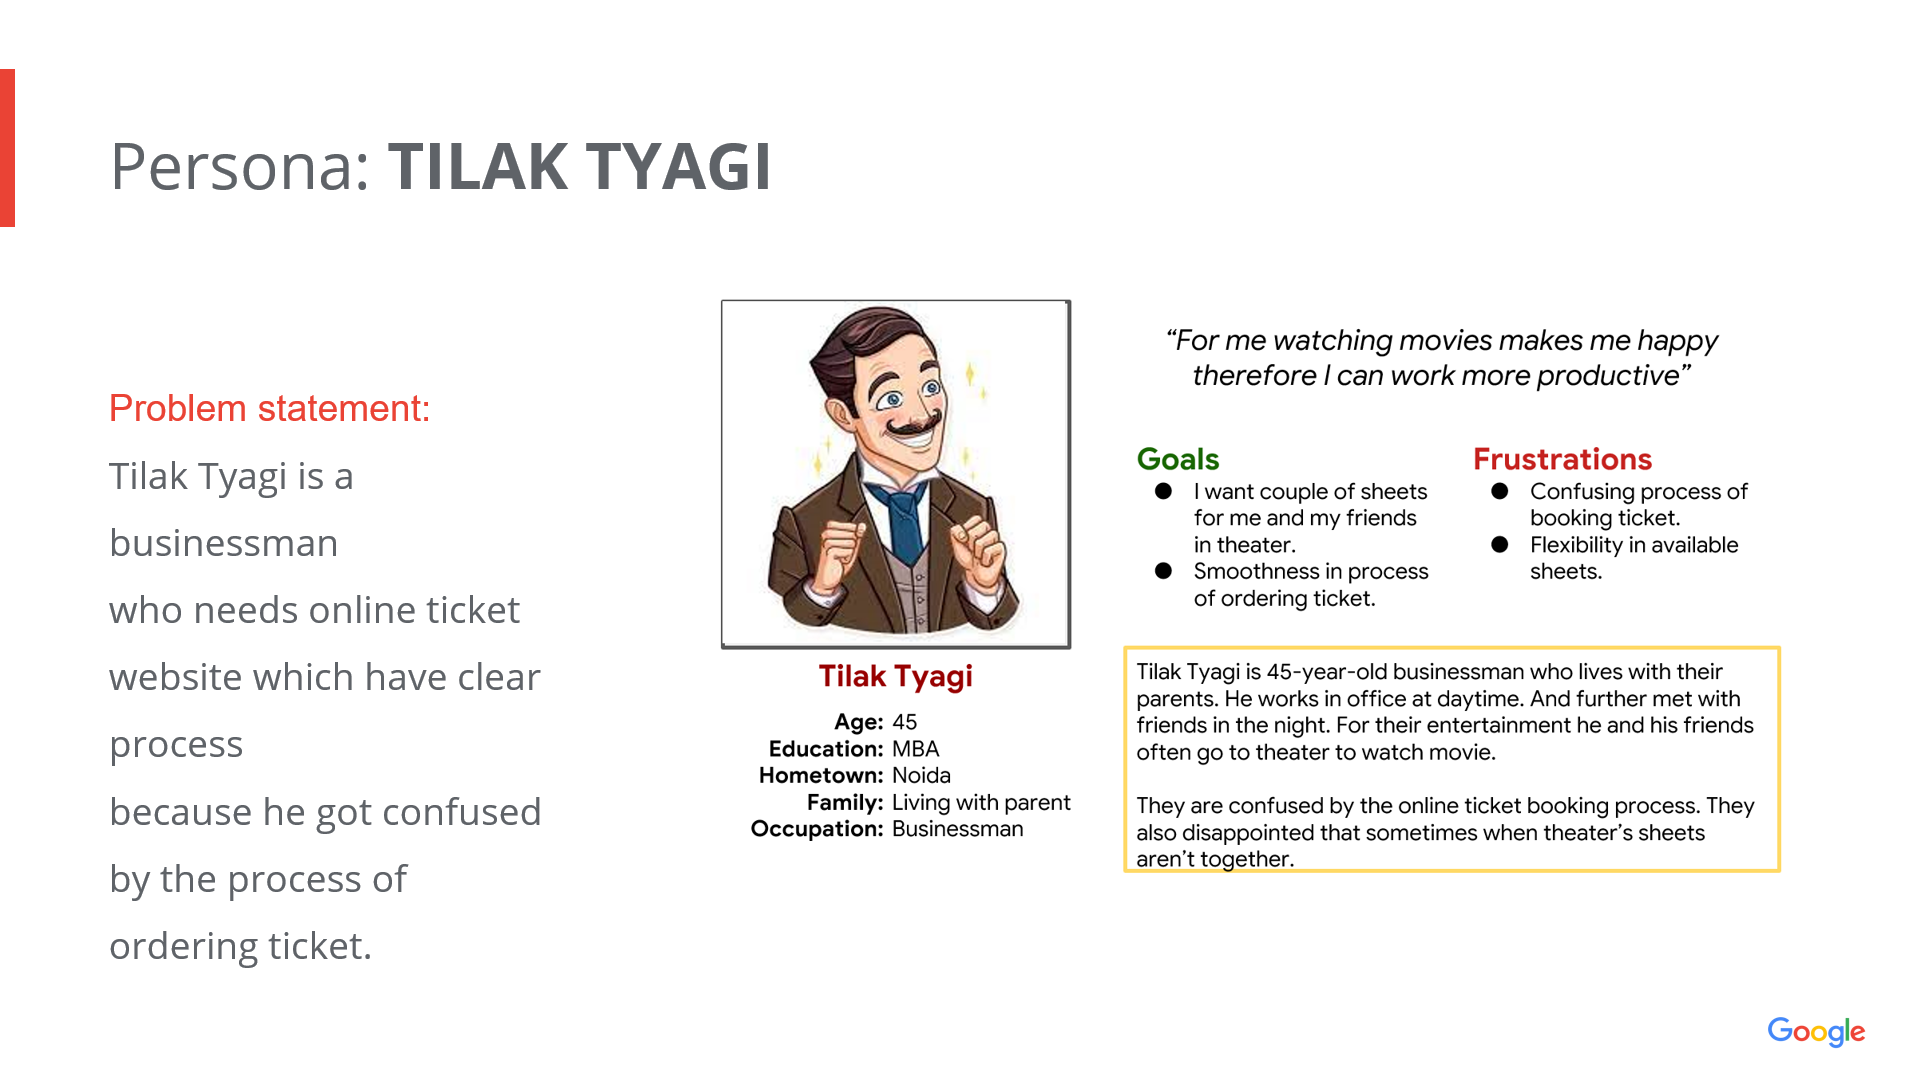 Persona: TILAK TYAGI
Problem statement:
Tilak Tyagi is a
businessman
who needs online ticket
website which have clear
process
because he got confused
by the process of
ordering ticket.
Tilak Tyagi
Age: 45
Education: MBA
Hometown: Noida
Family: Living with parent
Occupation: Businessman
“For me watching movies makes me happy
therefore I can work more productive”
Goals
● I want couple of sheets
for me and my friends
in theater.
● Smoothness in process
of ordering ticket.
Frustrations
● Confusing process of
booking ticket.
● Flexibility in available
sheets.
Tilak Tyagi is 45-year-old businessman who lives with their
parents. He works in office at daytime. And further met with
friends in the night. For their entertainment he and his friends
often go to theater to watch movie.
They are confused by the online ticket booking process. They
also disappointed that sometimes when theater’s sheets
aren’t together.
Google